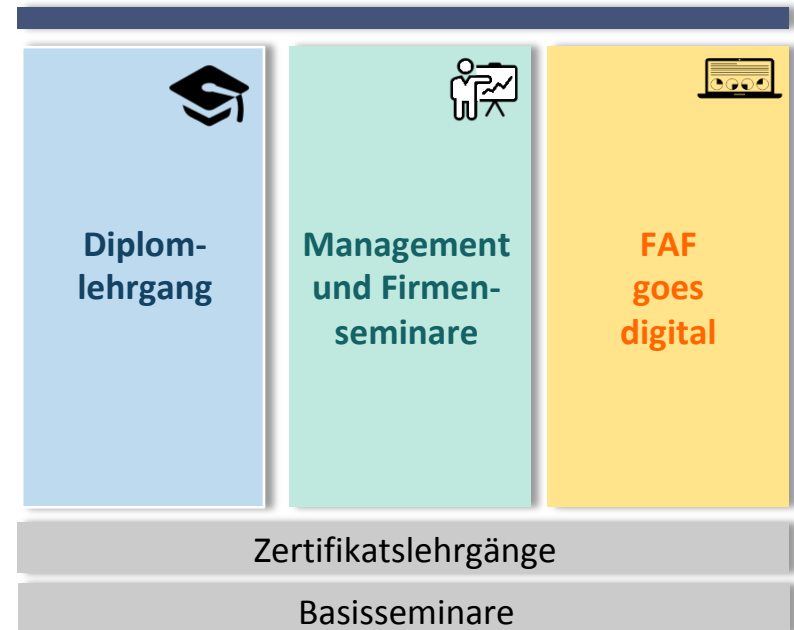 Diplom-
lehrgang
Management
und Firmen-
seminare
FAF
goes
digital
Zertifikatslehrgänge
Basisseminare